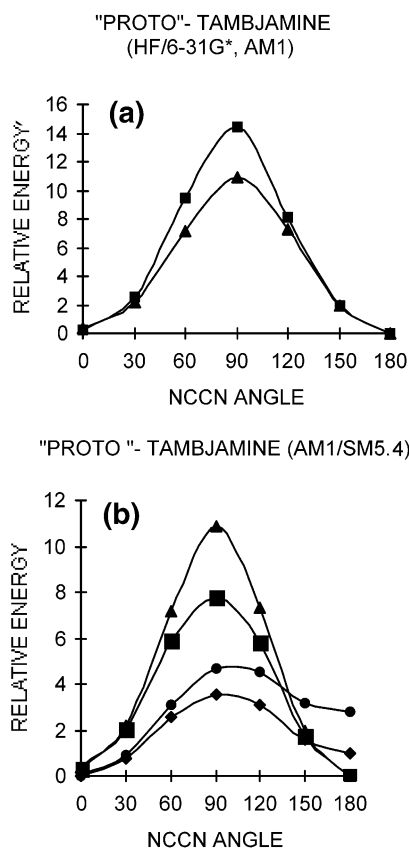 "PROTO"- TAMBJAMINE
(HF/6-31G*, AM1)
(a)
RELATIVE ENERGY'
16
14
12
10
8
6
4
2
0
0 30 60 90 120 150 180
NCCN ANGLE
"PROTO "- TAMBJAMINE (AM1/SM5.4)
(b)
RELATIVE ENERGY
12
10
8
6
4
2
0
0 30 60 90 120 150 180
NCCN ANGLE